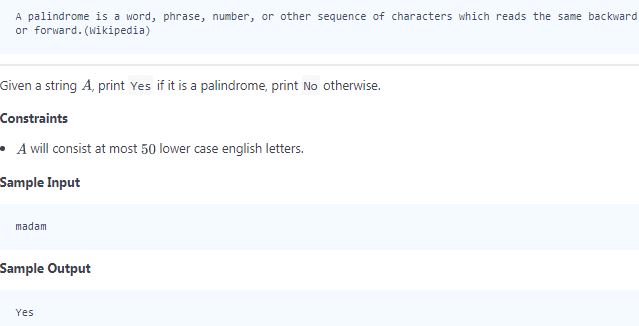 A palindrome is a word, phrase, number, or other sequence of characters which reads the same backward
or forward.(Wikipedia)
Given a string A, print Yes if it is a palindrome, print No otherwise.
Constraints
• A will consist at most 50 lower case english letters.
Sample Input
madam
Sample Output
Yes